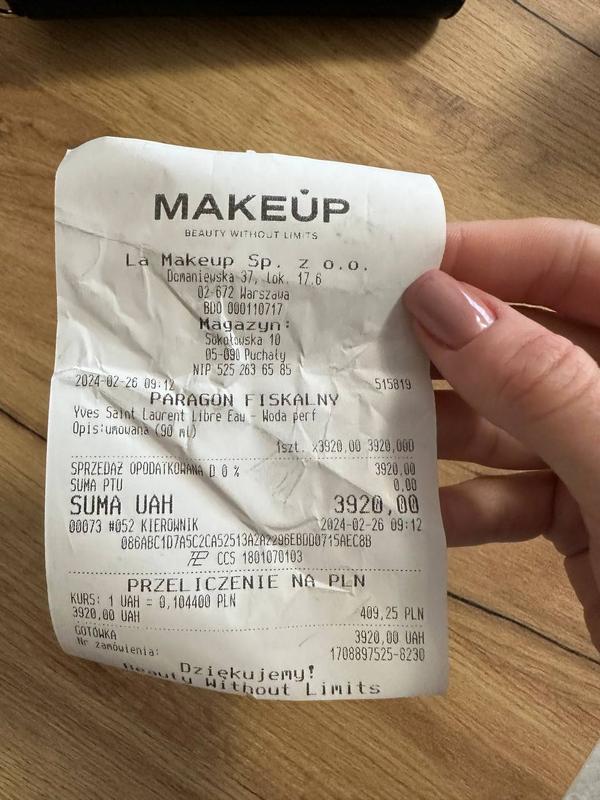 MAKEUP
BEAUTY WITHOUT LIMITS
La Makeup Sp. z o.o.
Domaniewska 37, Lok. 17.6
02-672 Warszawa
BDO 000110717
Magazyn:
Sokołowska 10
05-090 Puchały
NIP 525 263 65 85
2024-02-26 09:12 515819
PARAGON FISKALNY
Yves Saint Laurent Libre Eau - Woda perf
Opis:umowana (90 ml)
1szt. x3920,00 3920,00D
SPRZEDAŻ OPODATKOWANA D 0 % 3920,00
SUMA PTU 0,00
SUMA UAH 3920,00
00073 #052 KIEROWNIK 2024-02-26 09:12
086ABC1D7A5C2CA52513A2A2296EBDD0715AEC8B
CCS 1801070103
PRZELICZENIE NA PLN
KURS: 1 UAH = 0,104400 PLN
3920,00 UAH 409,25 PLN
GOTÓWKA 3920,00 UAH
Nr zamówienia: 1708897525-8230
Dziękujemy!
Beauty Without Limits